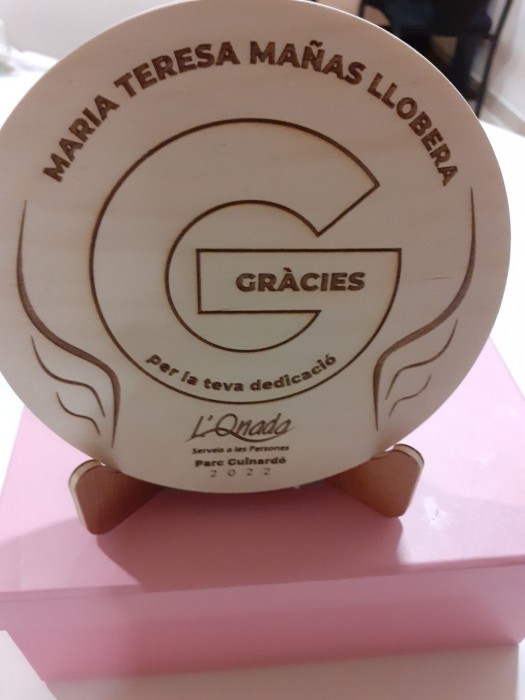 MARIA TERESA MAÑAS LLOBERA
GRÀCIES
per la teva dedicació
L'Onada
Serveis a les Persones
Parc Guinardó
2022